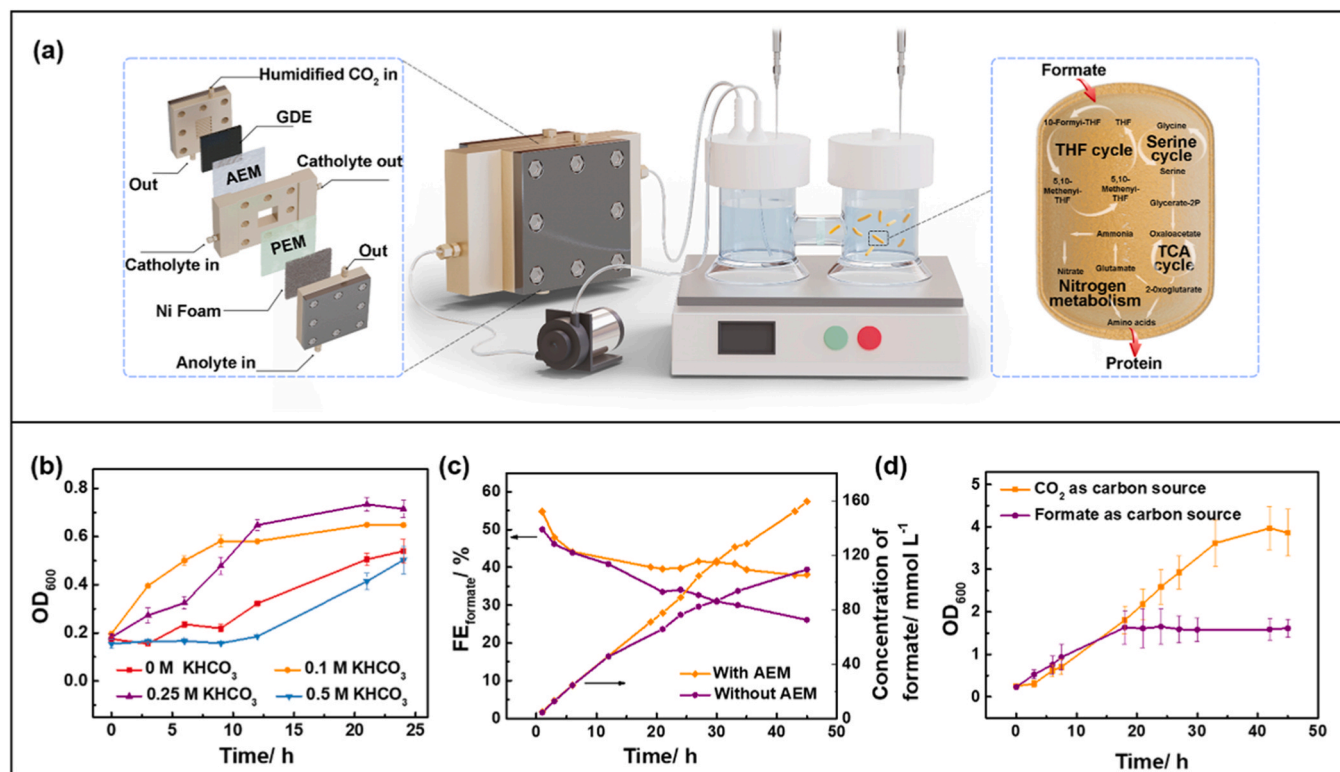 (a)
Humidified CO₂ in
GDE
Catholyte out
AEM
Out
PEM
Out
Catholyte in
Ni Foam
Anolyte in
Formate
10-Formyl-THF
THF
Glycine
THF cycle
Serine
cycle
Serine
5,10-
Methenyl-
THF
5,10-
Methenyl-
THF
Glycerate-2P
Ammonia
Oxaloacetate
TCA
cycle
Nitrate
Glutamate
2-Oxoglutarate
Nitrogen
metabolism
Amino acids
Protein
(b)
OD₆₀₀
0.8
0.6
0.4
0.2
0.0
0 M KHCO₃
0.1 M KHCO₃
0.25 M KHCO₃
0.5 M KHCO₃
0 5 10 15 20 25
Time/ h
(c)
FE_formate/ %
60
50
40
30
20
10
0
160
120
80
40
0
Concentration of
formate/ mmol L⁻¹
With AEM
Without AEM
0 10 20 30 40 50
Time/ h
(d)
OD₆₀₀
5
4
3
2
1
0
CO₂ as carbon source
Formate as carbon source
0 10 20 30 40 50
Time/ h